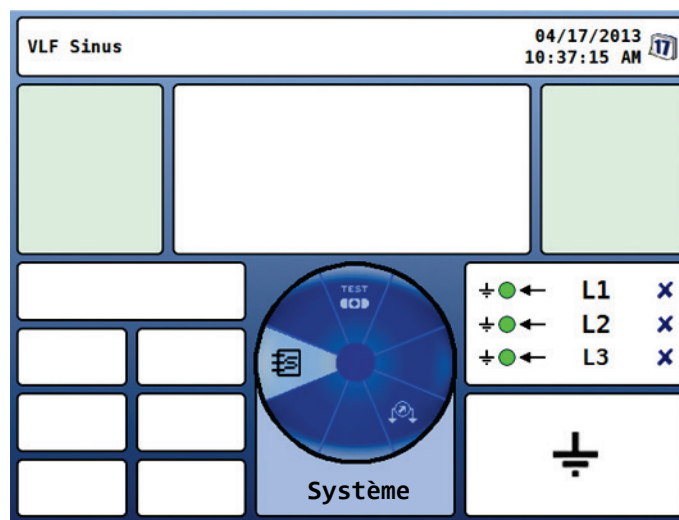 VLF Sinus
04/17/2013
10:37:15 AM
17
TEST
L1
L2
L3
Système